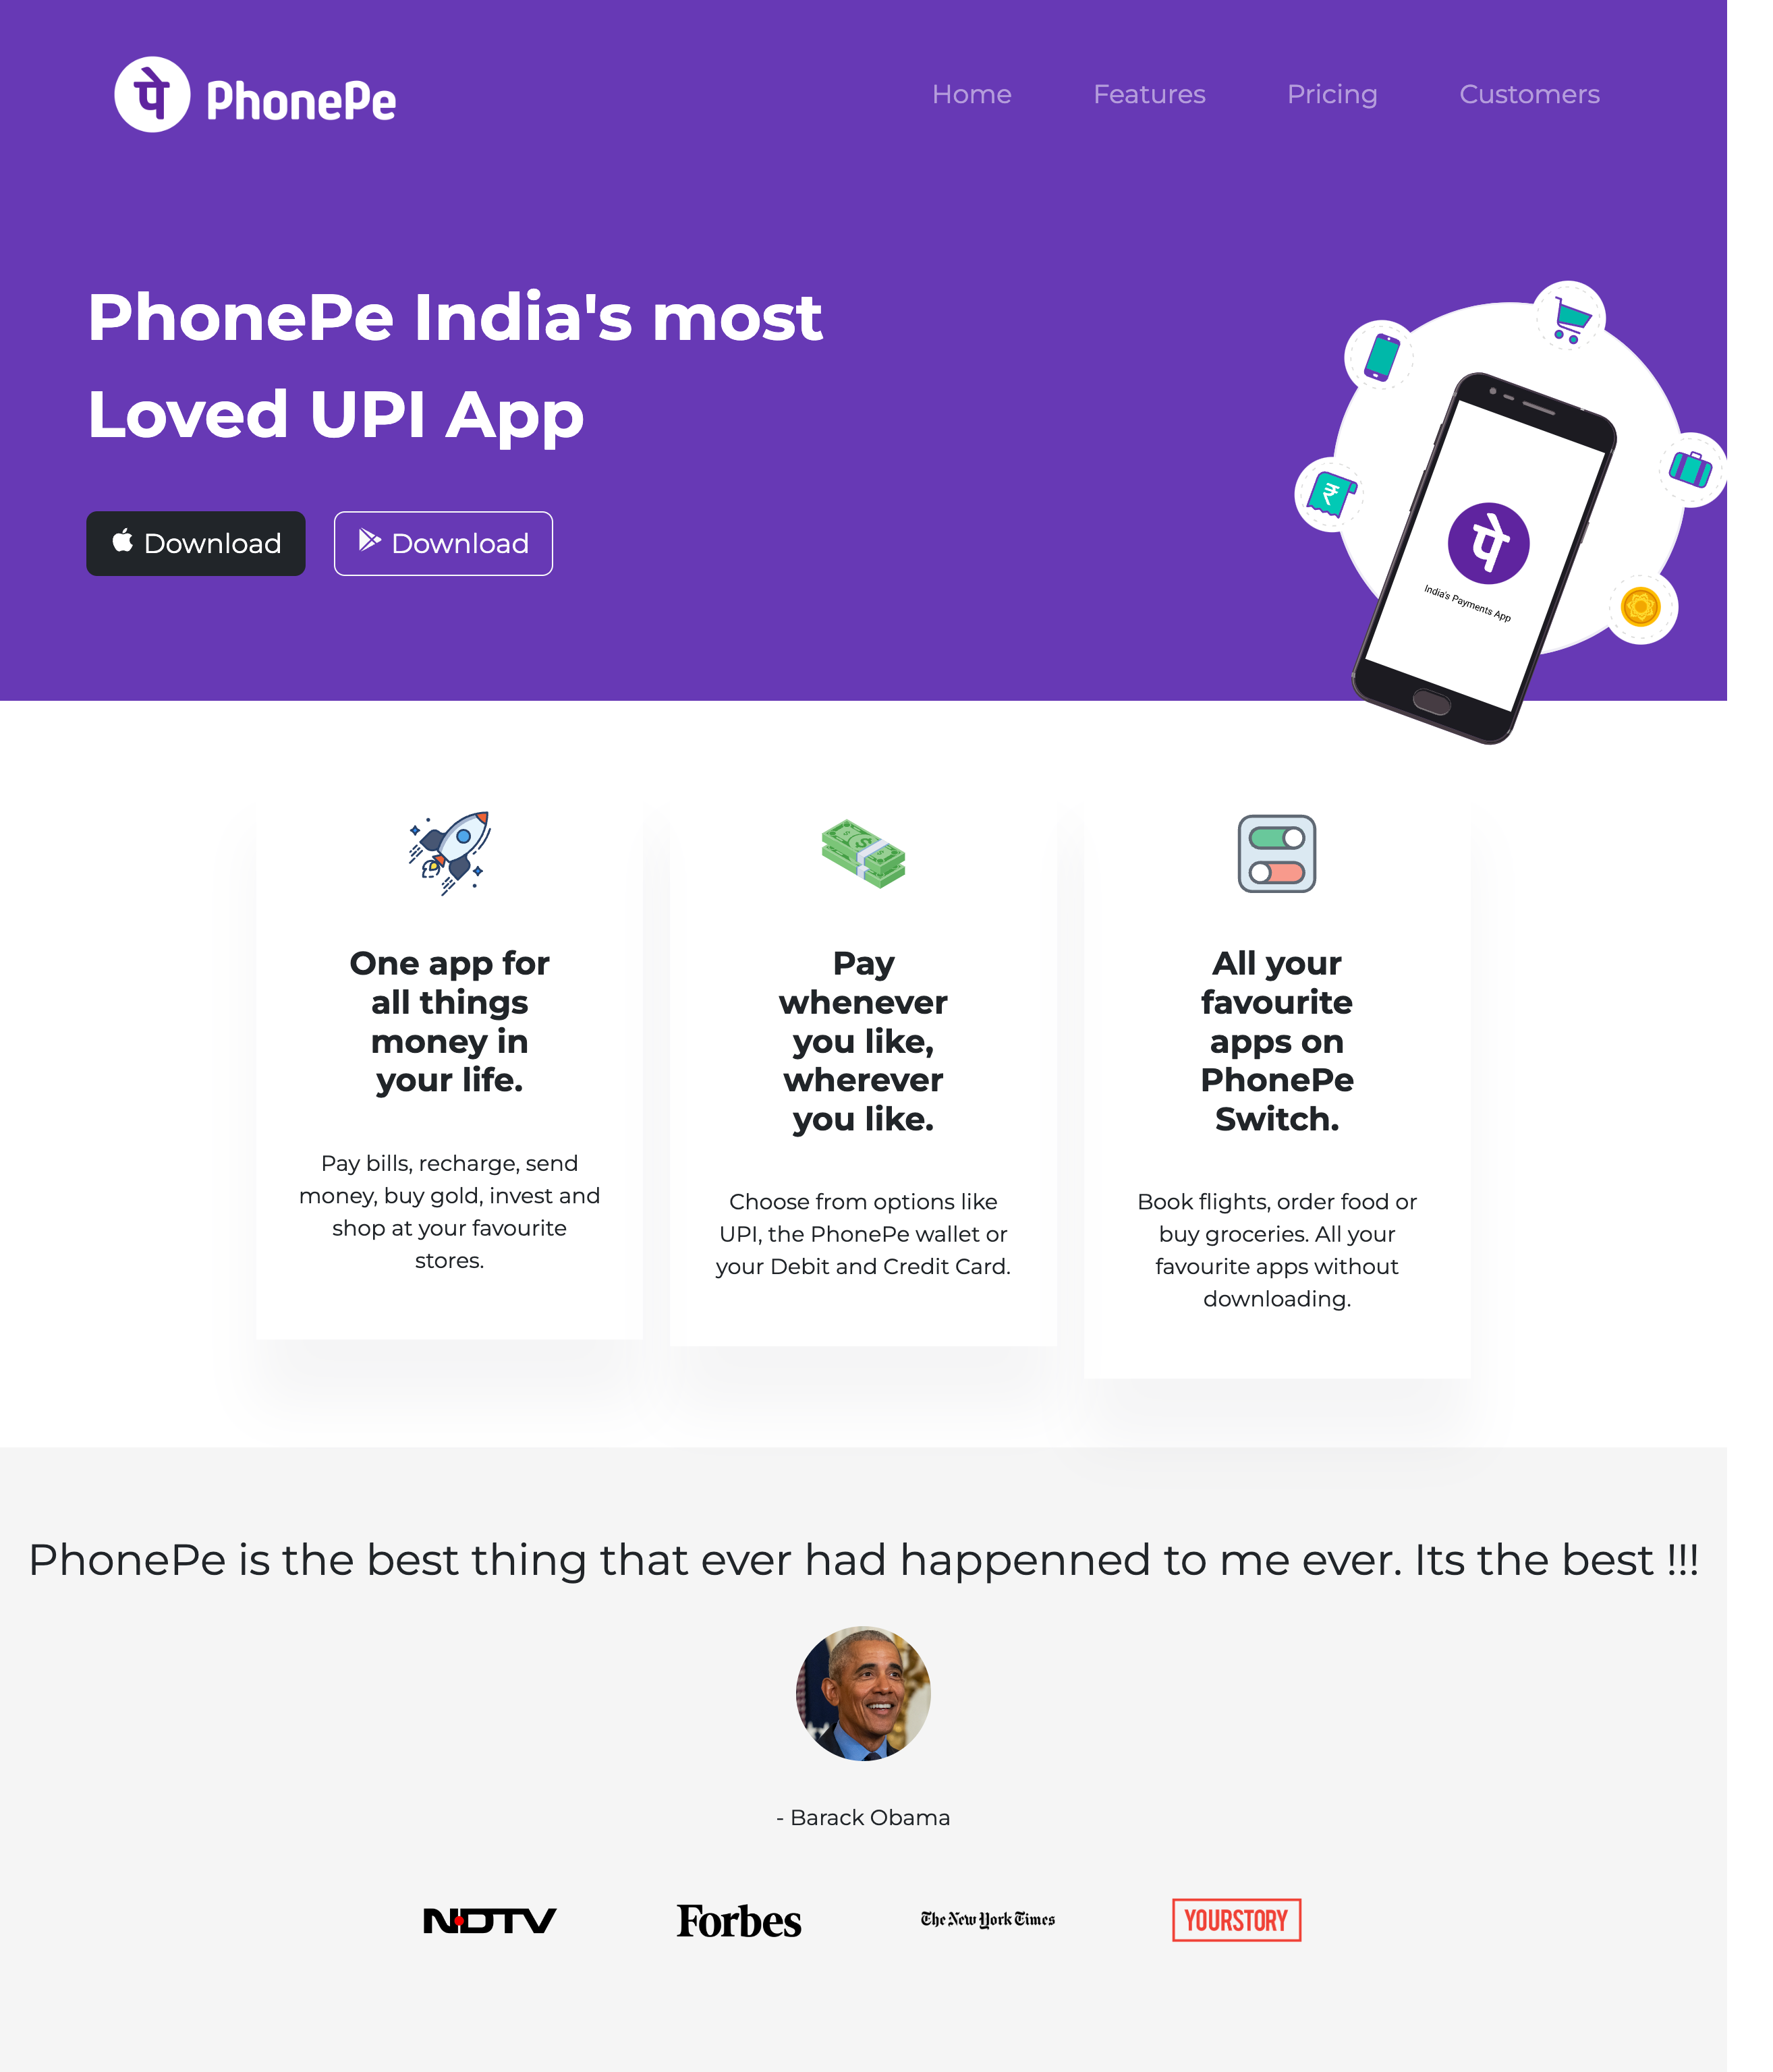 पे PhonePe
Home Features Pricing Customers
PhonePe India's most
Loved UPI App
Download Download
₹
पे
India's Payments App
One app for
all things
money in
your life.
Pay bills, recharge, send
money, buy gold, invest and
shop at your favourite
stores.
Pay
whenever
you like,
wherever
you like.
Choose from options like
UPI, the PhonePe wallet or
your Debit and Credit Card.
All your
favourite
apps on
PhonePe
Switch.
Book flights, order food or
buy groceries. All your
favourite apps without
downloading.
PhonePe is the best thing that ever had happenned to me ever. Its the best !!!
- Barack Obama
NDTV Forbes The New York Times YOURSTORY